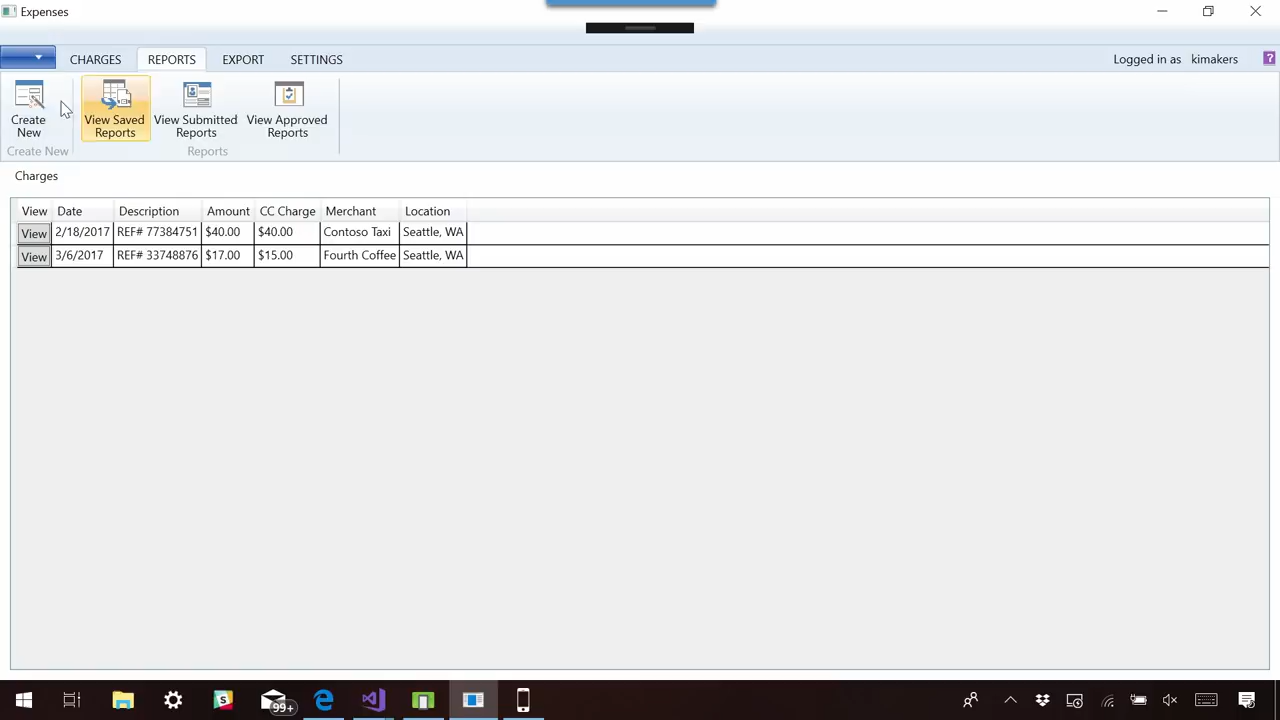 Expenses
CHARGES REPORTS EXPORT SETTINGS Logged in as kimakers ?
Create New View Saved Reports View Submitted Reports View Approved Reports
Create New Reports
Charges
View Date Description Amount CC Charge Merchant Location
View 2/18/2017 REF# 77384751 $40.00 $40.00 Contoso Taxi Seattle, WA
View 3/6/2017 REF# 33748876 $17.00 $15.00 Fourth Coffee Seattle, WA
99+